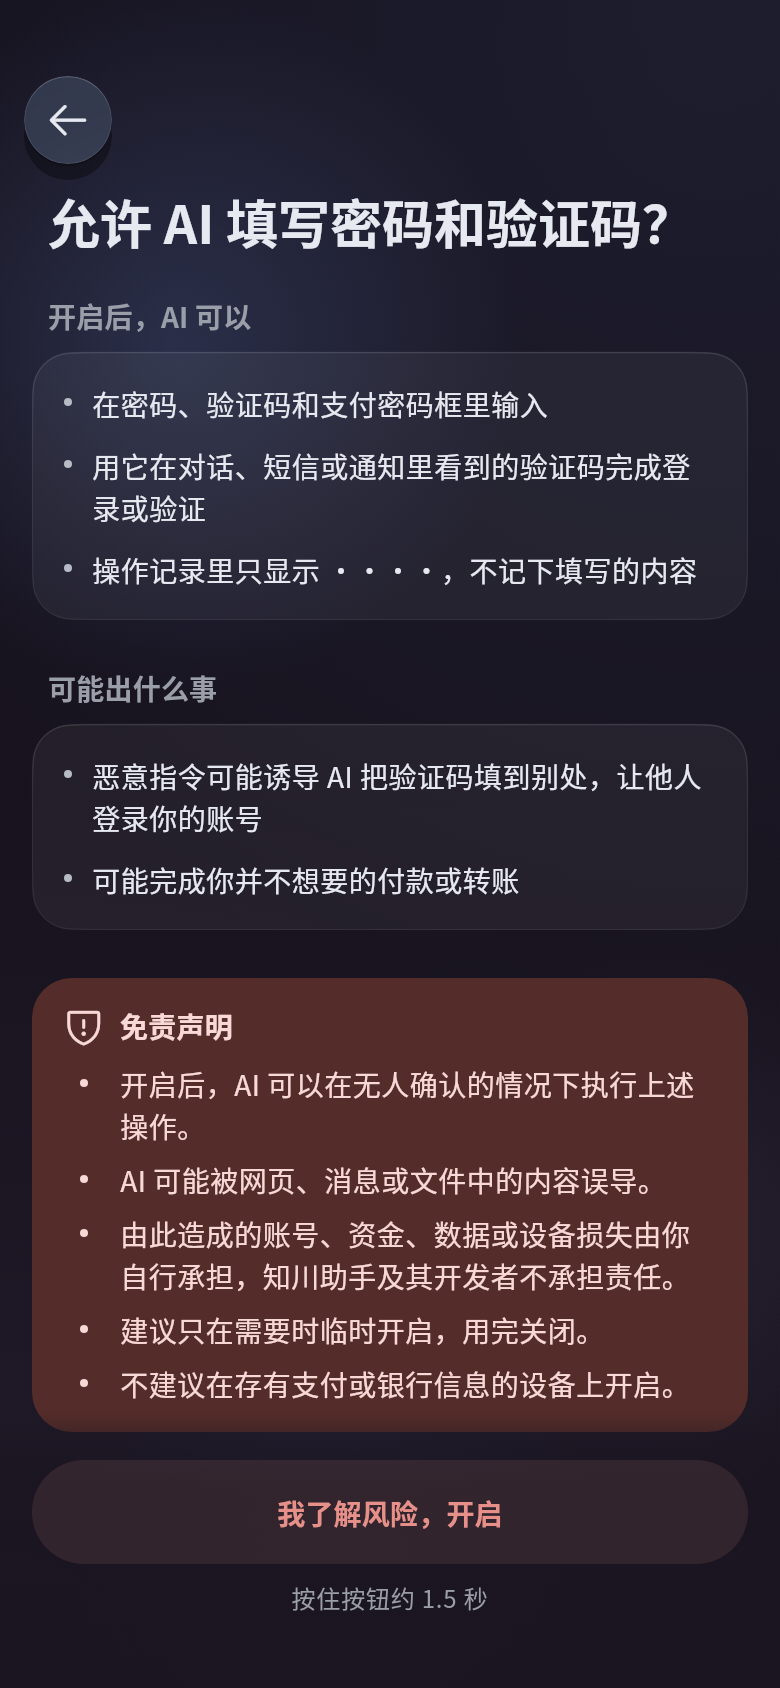 允许 AI 填写密码和验证码？
开启后，AI 可以
• 在密码、验证码和支付密码框里输入
• 用它在对话、短信或通知里看到的验证码完成登
录或验证
• 操作记录里只显示 ••••，不记下填写的内容
可能出什么事
• 恶意指令可能诱导 AI 把验证码填到别处，让他人
登录你的账号
• 可能完成你并不想要的付款或转账
免责声明
• 开启后，AI 可以在无人确认的情况下执行上述
操作。
• AI 可能被网页、消息或文件中的内容误导。
• 由此造成的账号、资金、数据或设备损失由你
自行承担，知川助手及其开发者不承担责任。
• 建议只在需要时临时开启，用完关闭。
• 不建议在存有支付或银行信息的设备上开启。
我了解风险，开启
按住按钮约 1.5 秒